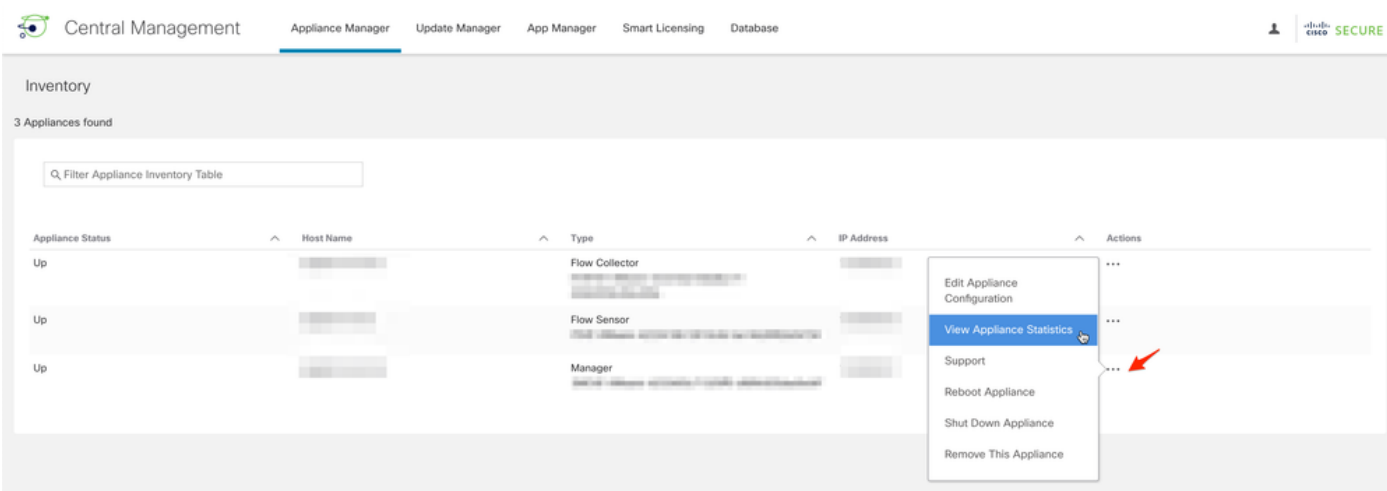 Central Management
Appliance Manager
Update Manager
App Manager
Smart Licensing
Database
cisco SECURE
Inventory
3 Appliances found
Filter Appliance Inventory Table
Appliance Status
Host Name
Type
IP Address
Actions
Up
Flow Collector
...
Up
Flow Sensor
...
Up
Manager
...
Edit Appliance
Configuration
View Appliance Statistics
Support
Reboot Appliance
Shut Down Appliance
Remove This Appliance